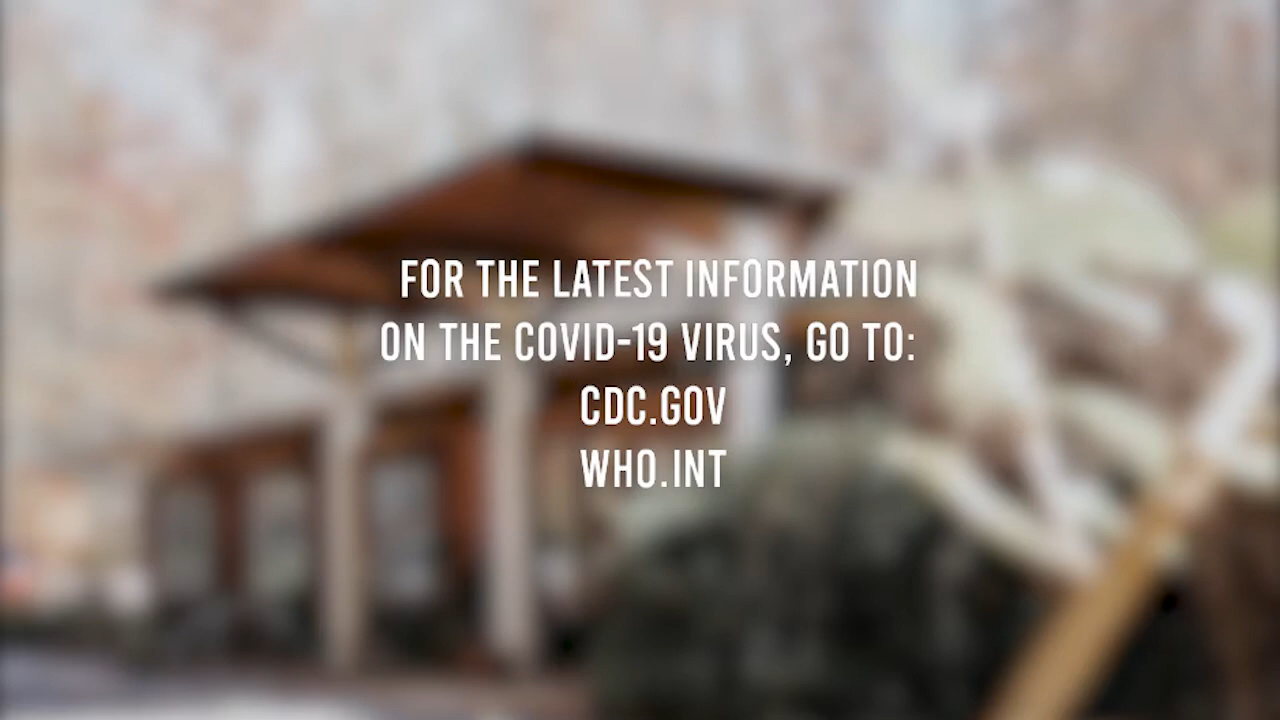 FOR THE LATEST INFORMATION
ON THE COVID-19 VIRUS, GO TO:
CDC.GOV
WHO.INT